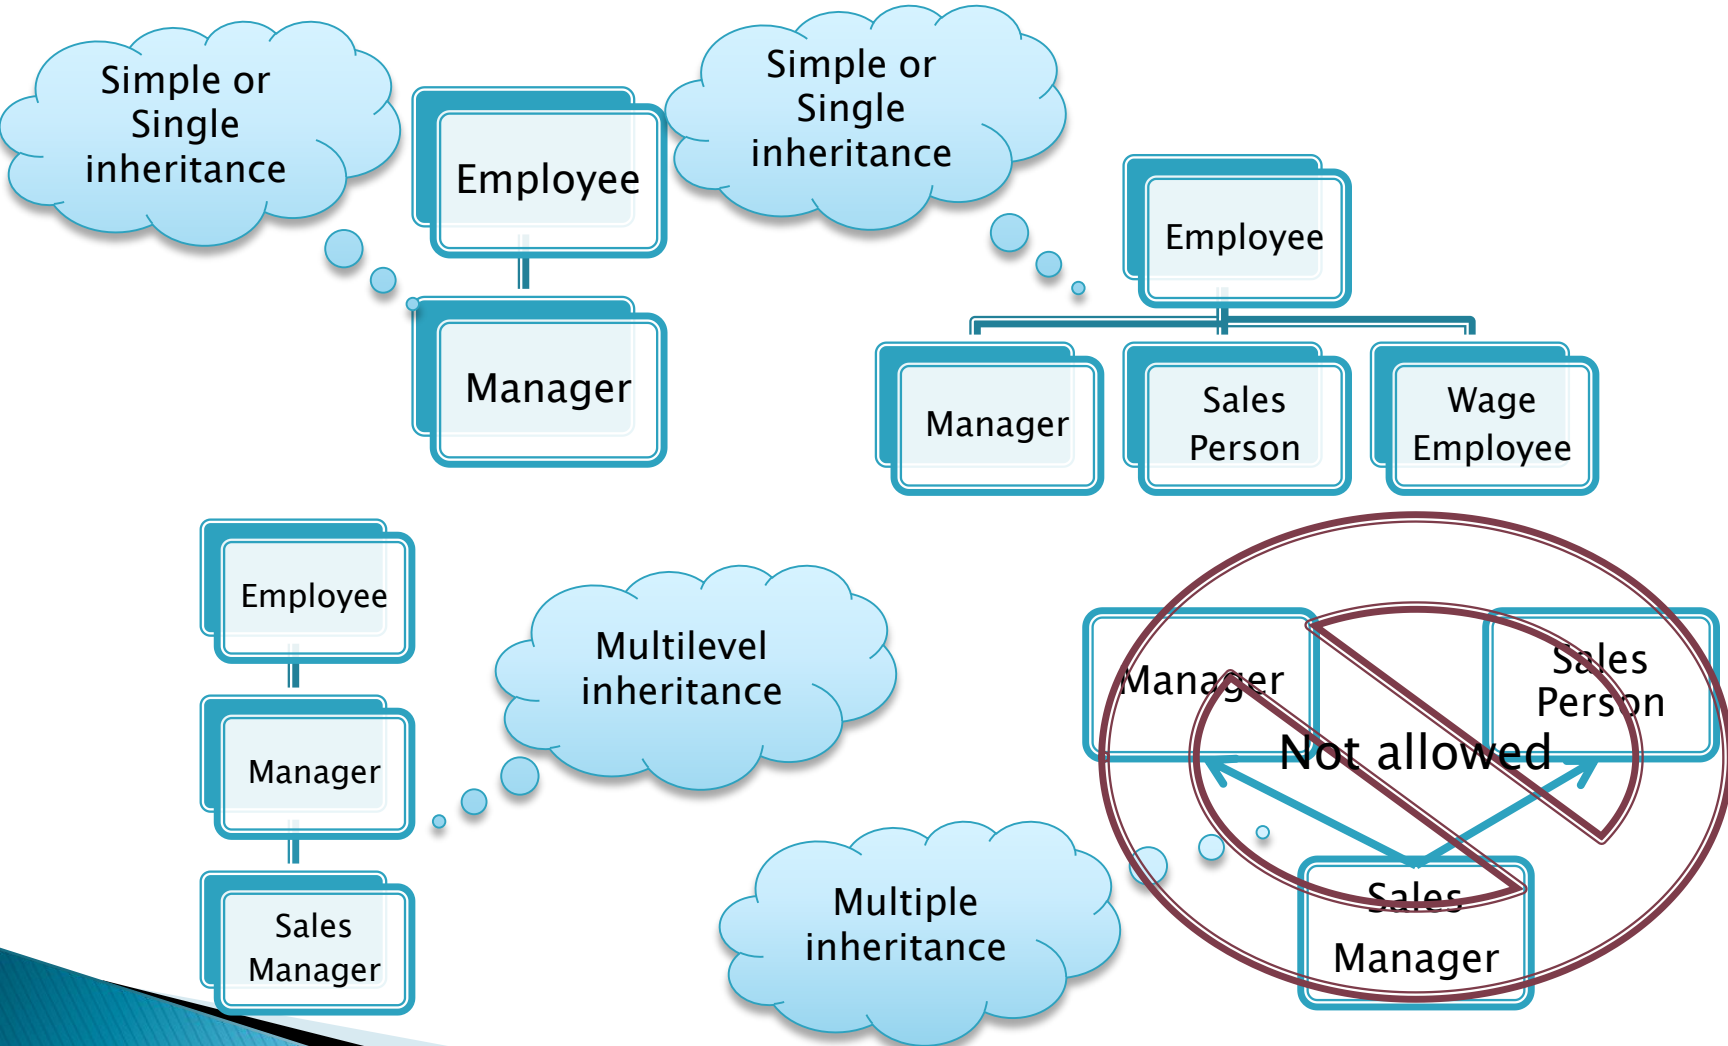 Simple or
Single
inheritance
Employee
Manager
Simple or
Single
inheritance
Employee
Manager
Sales
Person
Wage
Employee
Employee
Manager
Sales
Manager
Multilevel
inheritance
Manager
Sales
Person
Not allowed
Sales
Manager
Multiple
inheritance